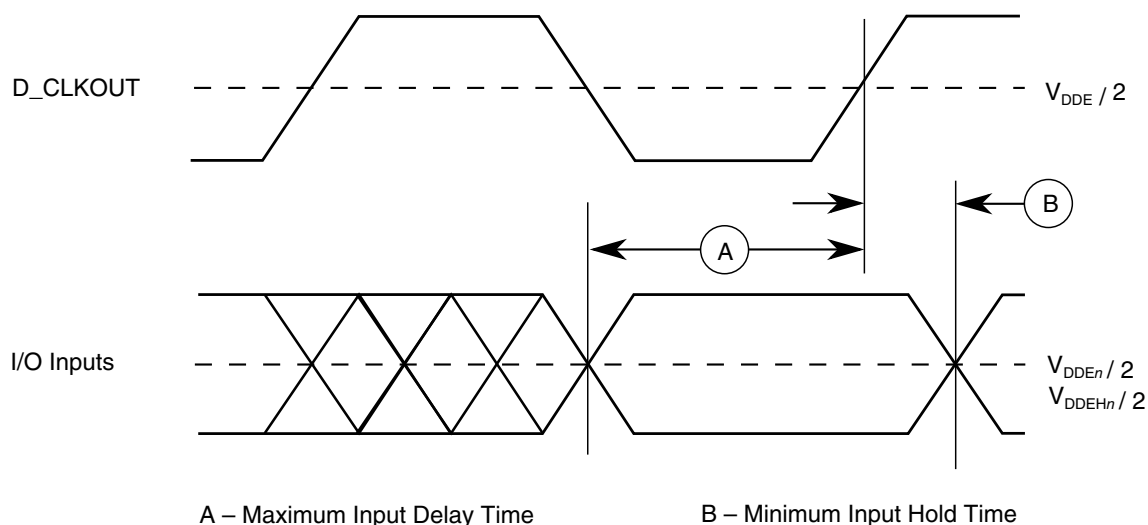 D_CLKOUT
V_DDE / 2
B
A
I/O Inputs
V_DDEn / 2
V_DDEHn / 2
A – Maximum Input Delay Time
B – Minimum Input Hold Time